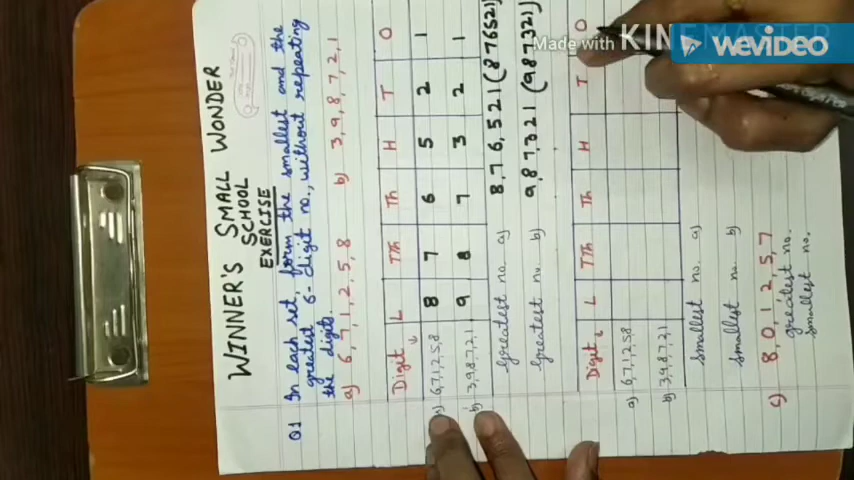 WINNER'S SMALL WONDER
SCHOOL
EXERCISE
Q1 In each set, form the smallest and the
greatest 6-digit no., without repeating
the digits.
a) 6,7,1,2,5,8 b) 3,9,8,7,2,1
Digit ↓ L TTh Th H T O
a) 6,7,1,2,5,8 8 7 6 5 2 1
b) 3,9,8,7,2,1 9 8 7 3 2 1
Greatest no. a) 8,76,521 (876521)
Greatest no. b) 9,87,321 (987321)
Digit ↓ L TTh Th H T O
a) 6,7,1,2,5,8
b) 3,9,8,7,2,1
Smallest no. a)
Smallest no. b)
c) 8,0,1,2,5,7
greatest no.
smallest no.
Made with KINEMASTER
WeVideo